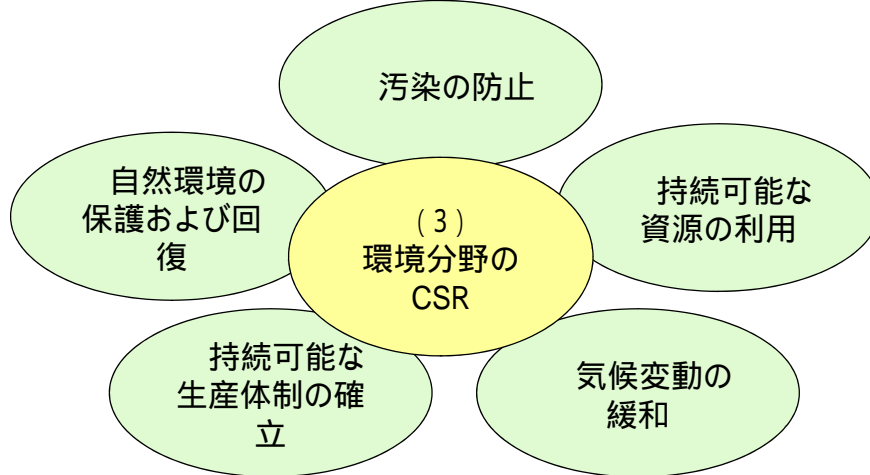 汚染の防止
自然環境の
保護および回
復
持続可能な
資源の利用
(3)
環境分野の
CSR
持続可能な
生産体制の確
立
気候変動の
緩和